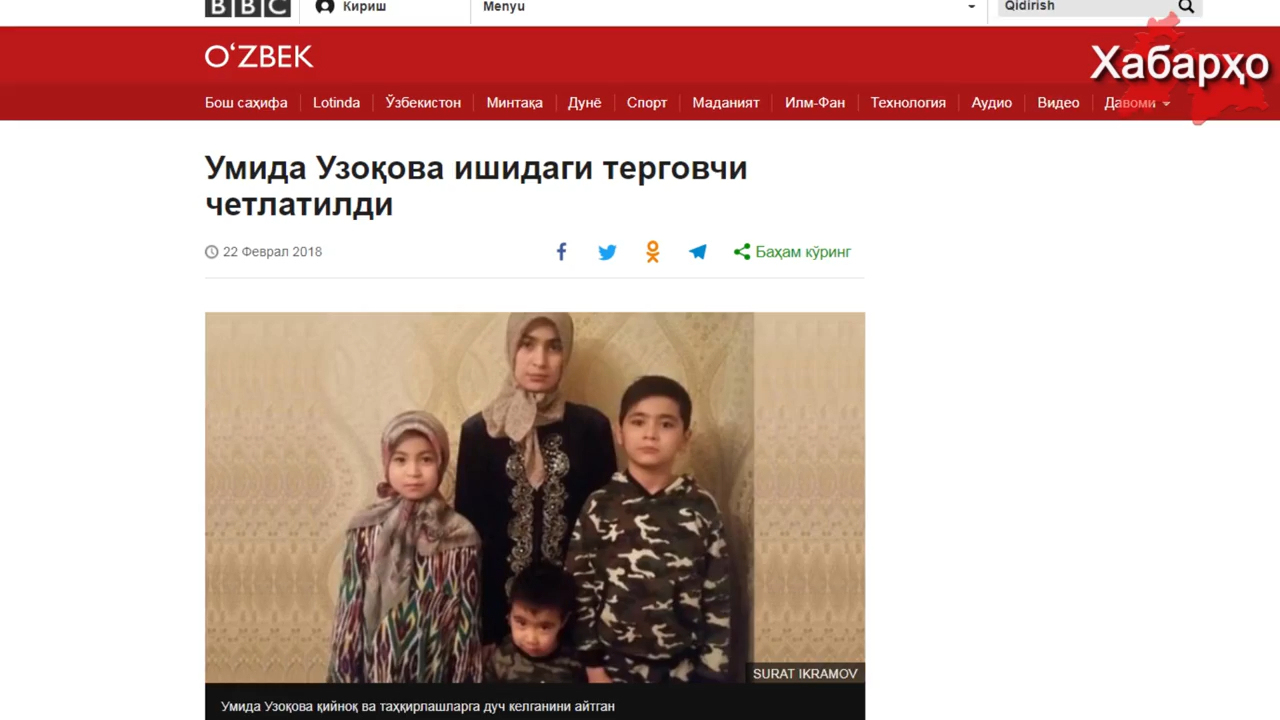 BBC
Кириш
Menyu
Qidirish
O‘ZBEK
Хабарҳо
Бош саҳифа
Lotinda
Ўзбекистон
Минтақа
Дунё
Спорт
Маданият
Илм-Фан
Технология
Аудио
Видео
Давоми
Умида Узоқова ишидаги терговчи
четлатилди
22 Феврал 2018
Баҳам кўринг
SURAT IKRAMOV
Умида Узоқова қийноқ ва таҳқирлашларга дуч келганини айтган